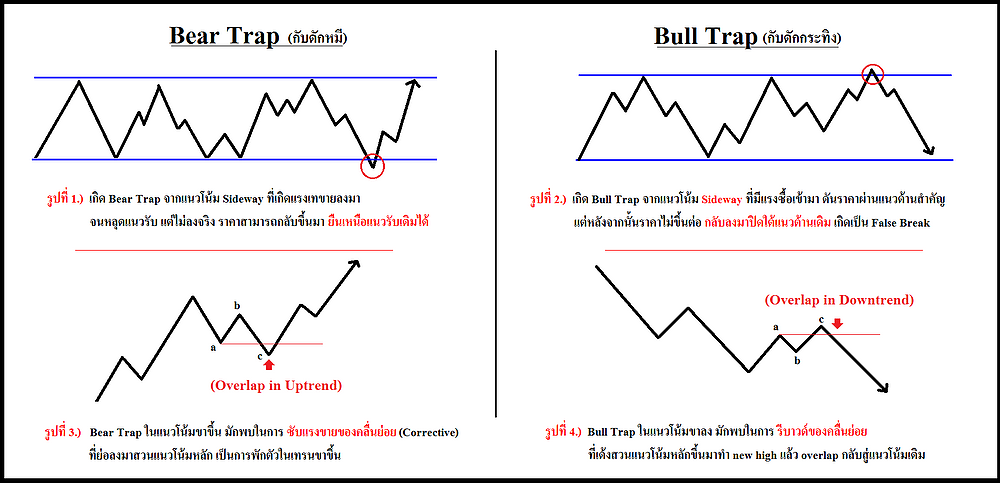 Bear Trap (กับดักหมี)
รูปที่ 1.) เกิด Bear Trap จากแนวโน้ม Sideway ที่เกิดแรงเทขายลงมา
จนหลุดแนวรับ แต่ไม่ลงจริง ราคาสามารถกลับขึ้นมา ยืนเหนือแนวรับเดิมได้
a
b
c
(Overlap in Uptrend)
รูปที่ 3.) Bear Trap ในแนวโน้มขาขึ้น มักพบในการ ซับแรงขายของคลื่นย่อย (Corrective)
ที่ย่อลงมาสวนแนวโน้มหลัก เป็นการพักตัวในเทรนขาขึ้น
Bull Trap (กับดักกระทิง)
รูปที่ 2.) เกิด Bull Trap จากแนวโน้ม Sideway ที่มีแรงซื้อเข้ามา ดันราคาผ่านแนวต้านสำคัญ
แต่หลังจากนั้นราคาไม่ขึ้นต่อ กลับลงมาปิดใต้แนวต้านเดิม เกิดเป็น False Break
(Overlap in Downtrend)
a
b
c
รูปที่ 4.) Bull Trap ในแนวโน้มขาลง มักพบในการ รีบาวด์ของคลื่นย่อย
ที่เด้งสวนแนวโน้มหลักขึ้นมาทำ new high แล้ว overlap กลับสู่แนวโน้มเดิม